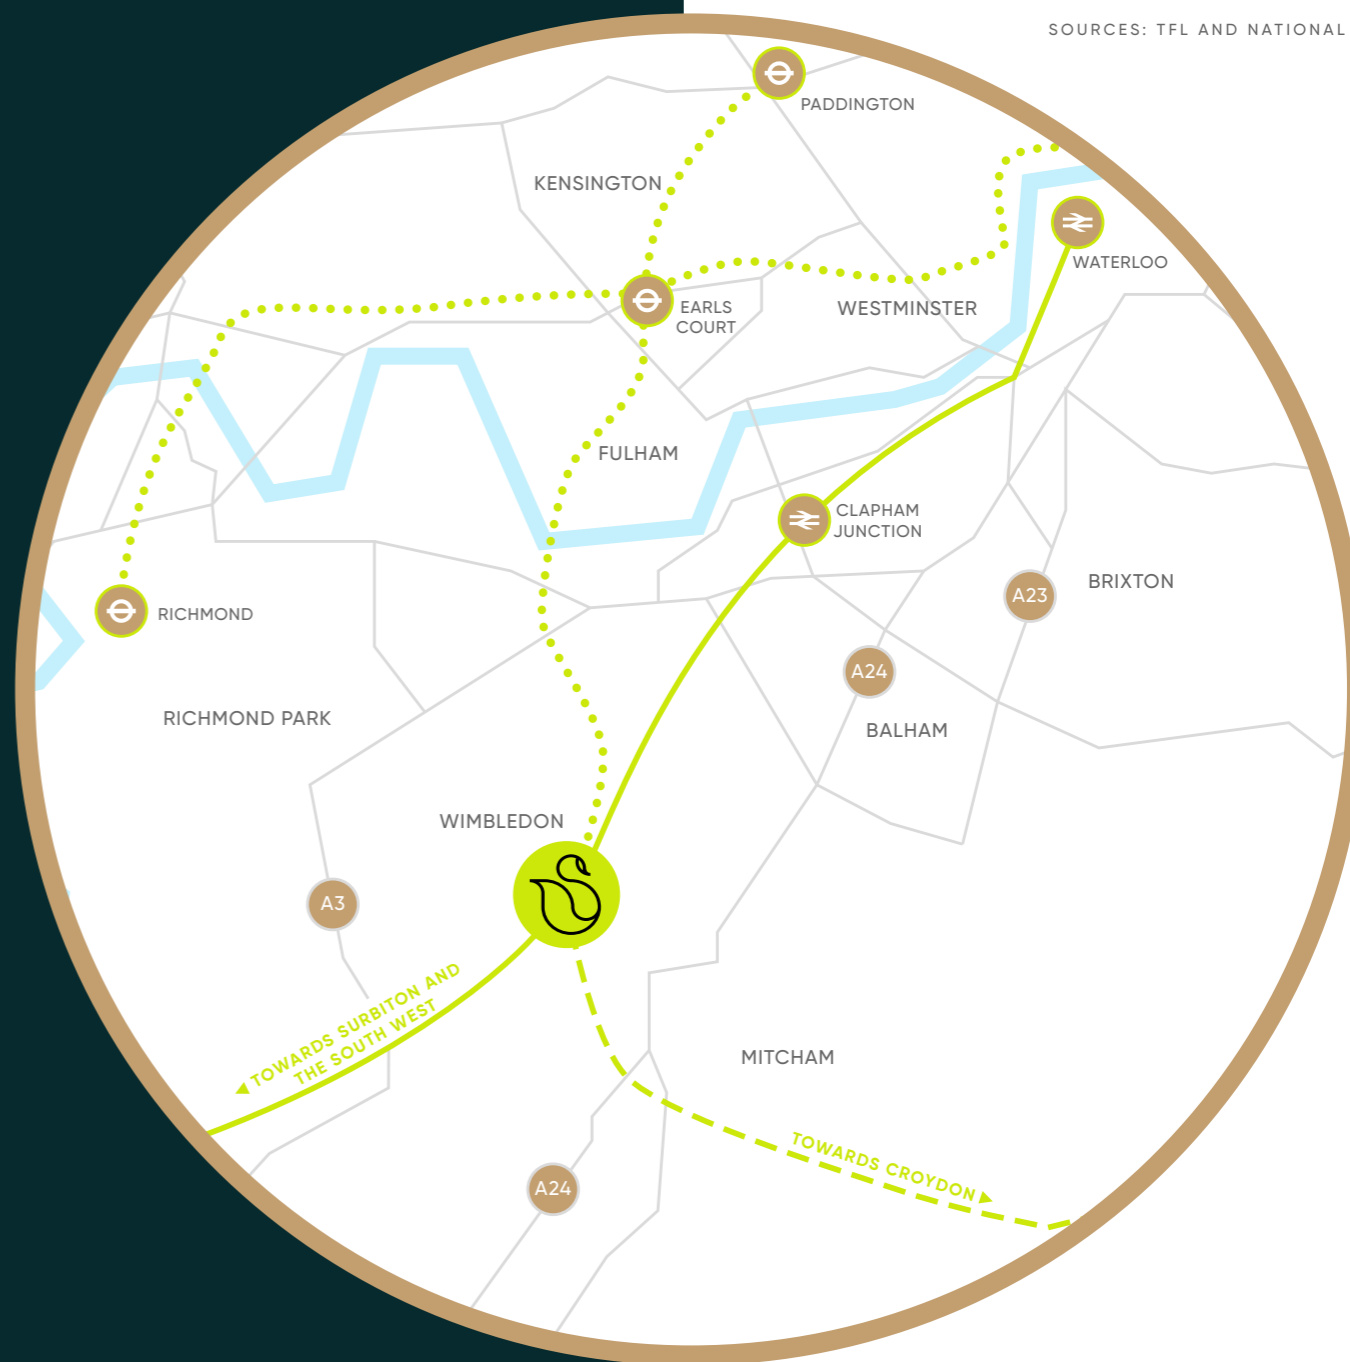 SOURCES: TFL AND NATIONAL
PADDINGTON
KENSINGTON
WATERLOO
EARLS
COURT
WESTMINSTER
FULHAM
CLAPHAM
JUNCTION
A23
BRIXTON
RICHMOND
A24
RICHMOND PARK
BALHAM
WIMBLEDON
A3
TOWARDS SURBITON AND
THE SOUTH WEST
MITCHAM
TOWARDS CROYDON
A24